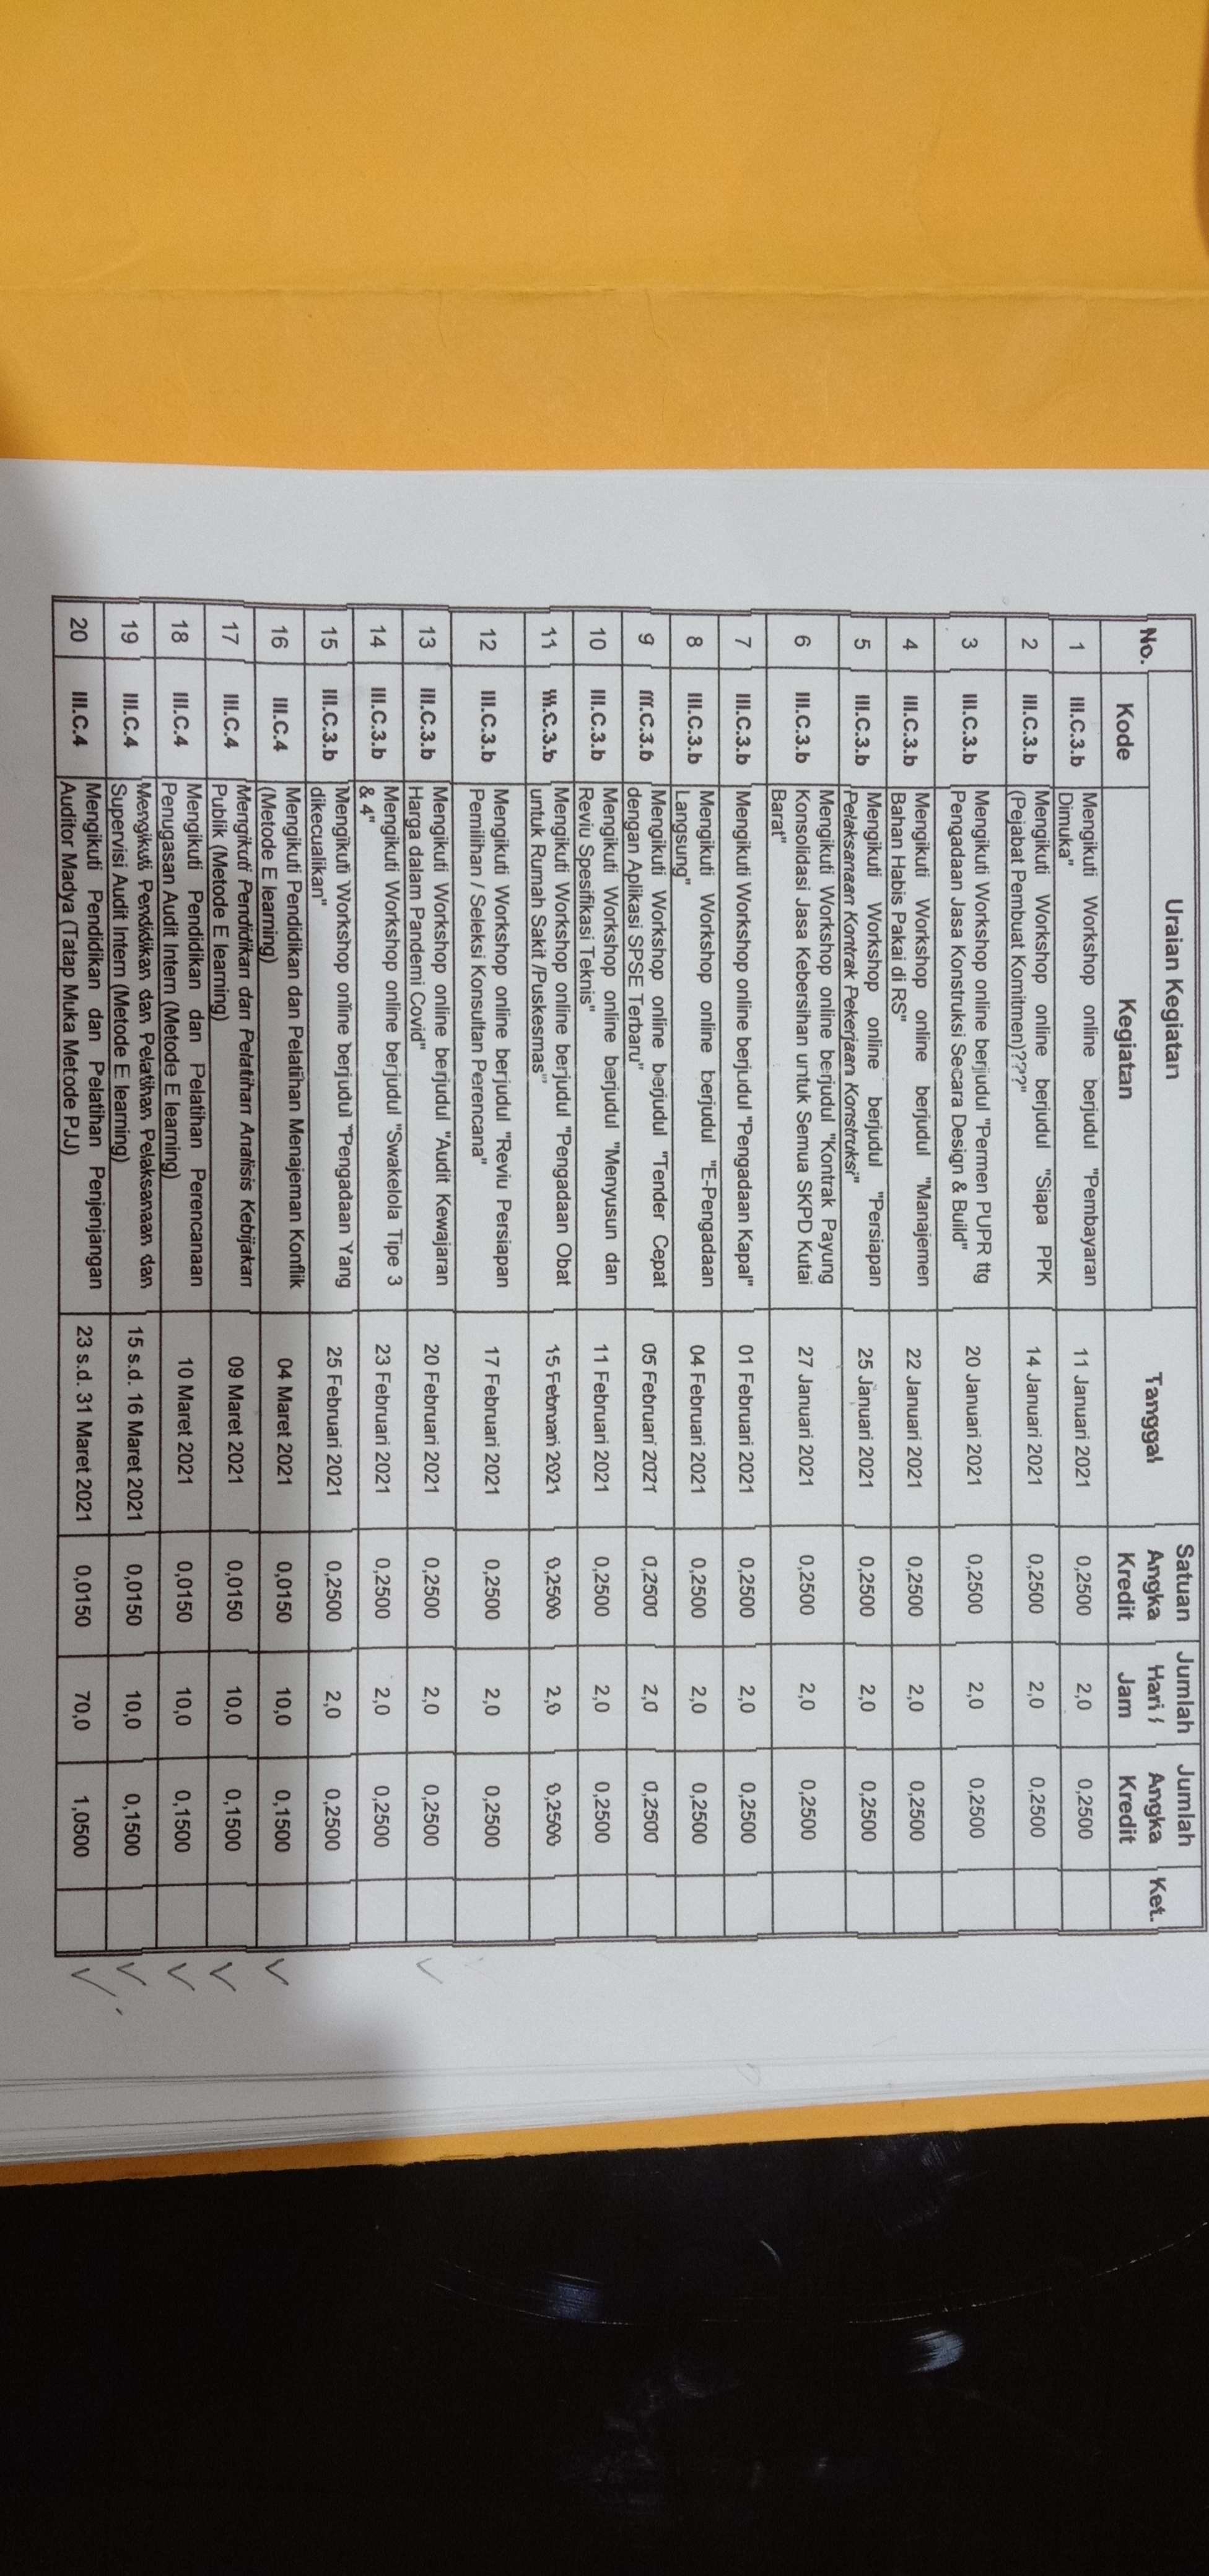 Uraian Kegiatan Tanggal Satuan Angka Kredit Jumlah Hari / Jam Jumlah Angka Kredit Ket.
No. Kode Kegiatan
1 III.C.3.b Mengikuti Workshop online berjudul "Pembayaran 11 Januari 2021 0,2500 2,0 0,2500
Dimuka"
2 III.C.3.b Mengikuti Workshop online berjudul "Siapa PPK 14 Januari 2021 0,2500 2,0 0,2500
(Pejabat Pembuat Komitmen)???"
3 III.C.3.b Mengikuti Workshop online berjudul "Permen PUPR ttg 20 Januari 2021 0,2500 2,0 0,2500
Pengadaan Jasa Konstruksi Secara Design & Build"
4 III.C.3.b Mengikuti Workshop online berjudul "Manajemen 22 Januari 2021 0,2500 2,0 0,2500
Bahan Habis Pakai di RS"
5 III.C.3.b Mengikuti Workshop online berjudul "Persiapan 25 Januari 2021 0,2500 2,0 0,2500
Pelaksanaan Kontrak Pekerjaan Konstruksi"
6 III.C.3.b Mengikuti Workshop online berjudul "Kontrak Payung 27 Januari 2021 0,2500 2,0 0,2500
Konsolidasi Jasa Kebersihan untuk Semua SKPD Kutai
Barat"
7 III.C.3.b Mengikuti Workshop online berjudul "Pengadaan Kapal" 01 Februari 2021 0,2500 2,0 0,2500
8 III.C.3.b Mengikuti Workshop online berjudul "E-Pengadaan 04 Februari 2021 0,2500 2,0 0,2500
Langsung"
9 III.C.3.b Mengikuti Workshop online berjudul "Tender Cepat 05 Februari 2021 0,2500 2,0 0,2500
dengan Aplikasi SPSE Terbaru"
10 III.C.3.b Mengikuti Workshop online berjudul "Menyusun dan 11 Februari 2021 0,2500 2,0 0,2500
Reviu Spesifikasi Teknis"
11 III.C.3.b Mengikuti Workshop online berjudul "Pengadaan Obat 15 Februari 2021 0,2500 2,0 0,2500
untuk Rumah Sakit /Puskesmas"
12 III.C.3.b Mengikuti Workshop online berjudul "Reviu Persiapan 17 Februari 2021 0,2500 2,0 0,2500
Pemilihan / Seleksi Konsultan Perencana"
13 III.C.3.b Mengikuti Workshop online berjudul "Audit Kewajaran 20 Februari 2021 0,2500 2,0 0,2500
Harga dalam Pandemi Covid"
14 III.C.3.b Mengikuti Workshop online berjudul "Swakelola Tipe 3 23 Februari 2021 0,2500 2,0 0,2500
& 4"
15 III.C.3.b Mengikuti Workshop online berjudul "Pengadaan Yang 25 Februari 2021 0,2500 2,0 0,2500
dikecualikan"
16 III.C.4 Mengikuti Pendidikan dan Pelatihan Menajeman Konflik 04 Maret 2021 0,0150 10,0 0,1500
(Metode E learning)
17 III.C.4 Mengikuti Pendidikan dan Pelatihan Analisis Kebijakan 09 Maret 2021 0,0150 10,0 0,1500
Publik (Metode E learning)
18 III.C.4 Mengikuti Pendidikan dan Pelatihan Perencanaan 10 Maret 2021 0,0150 10,0 0,1500
Penugasan Audit Intern (Metode E learning)
19 III.C.4 Mengikuti Pendidikan dan Pelatihan Pelaksanaan dan 15 s.d. 16 Maret 2021 0,0150 10,0 0,1500
Supervisi Audit Intern (Metode E learning)
20 III.C.4 Mengikuti Pendidikan dan Pelatihan Penjenjangan 23 s.d. 31 Maret 2021 0,0150 70,0 1,0500
Auditor Madya (Tatap Muka Metode PJJ)